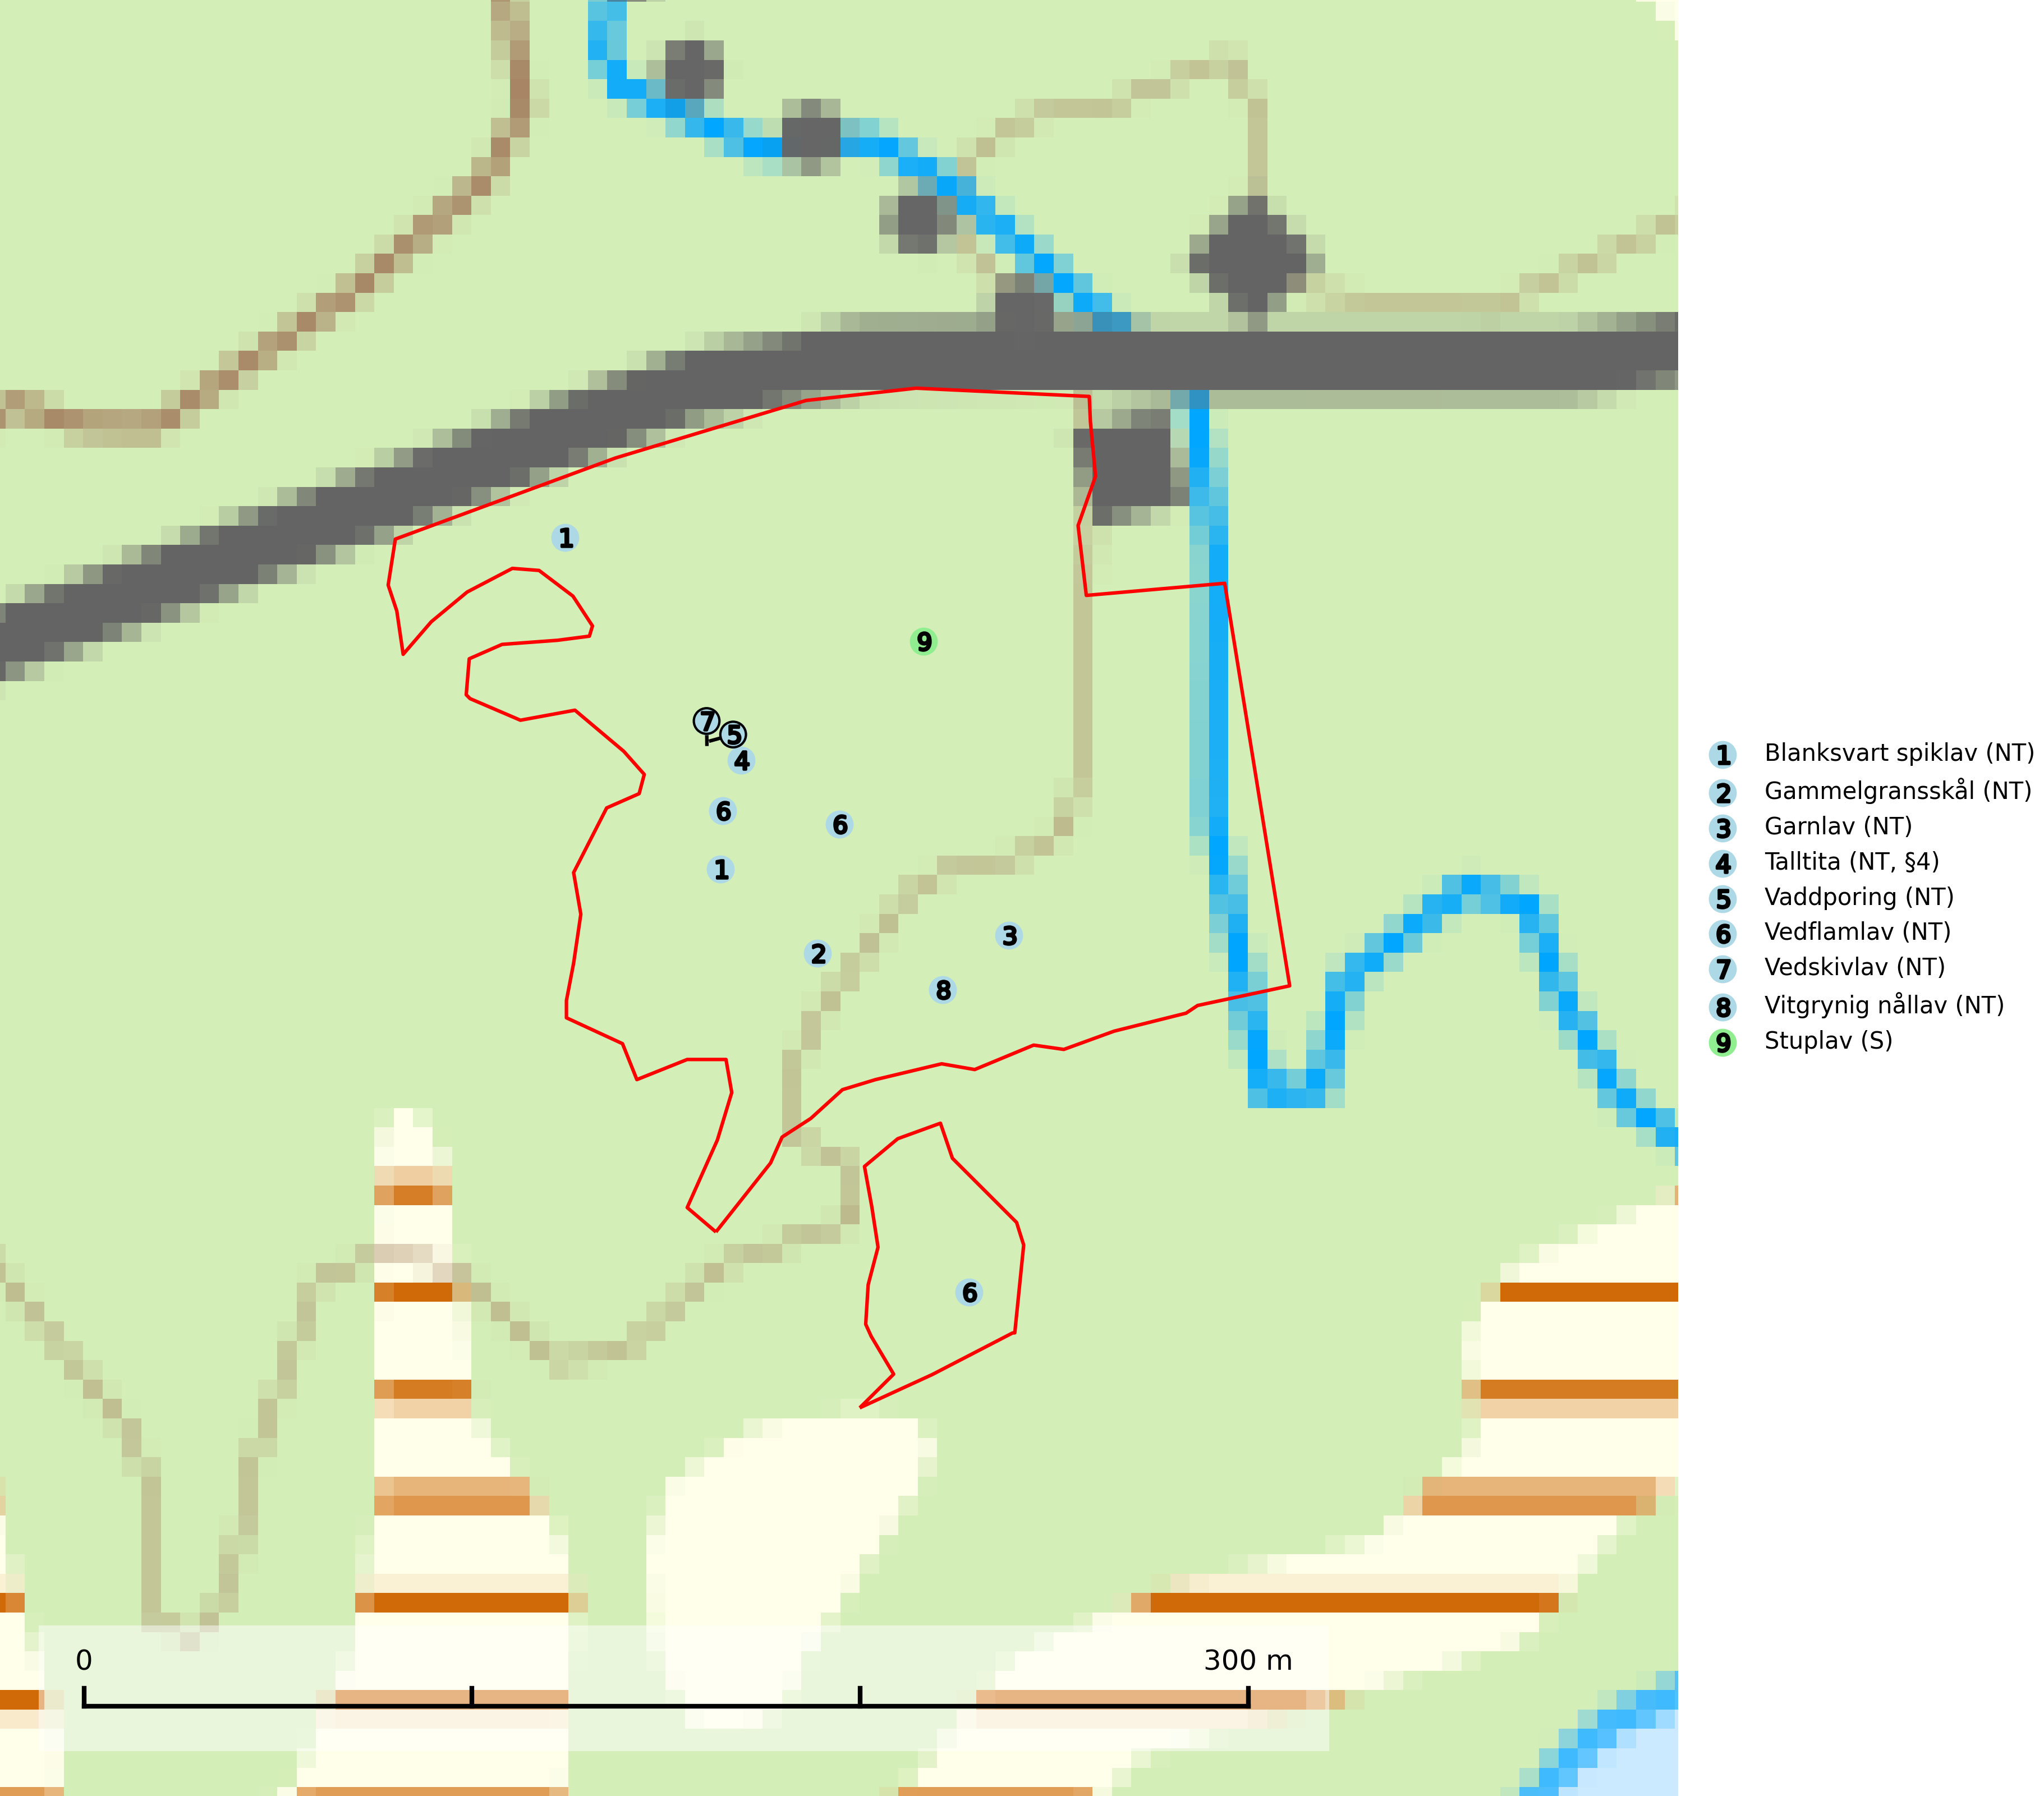 1
9
7
5
4
6
6
1
3
2
8
6
1 Blanksvart spiklav (NT)
2 Gammelgransskål (NT)
3 Garnlav (NT)
4 Talltita (NT, §4)
5 Vaddporing (NT)
6 Vedflamlav (NT)
7 Vedskivlav (NT)
8 Vitgrynig nållav (NT)
9 Stuplav (S)
0 300 m